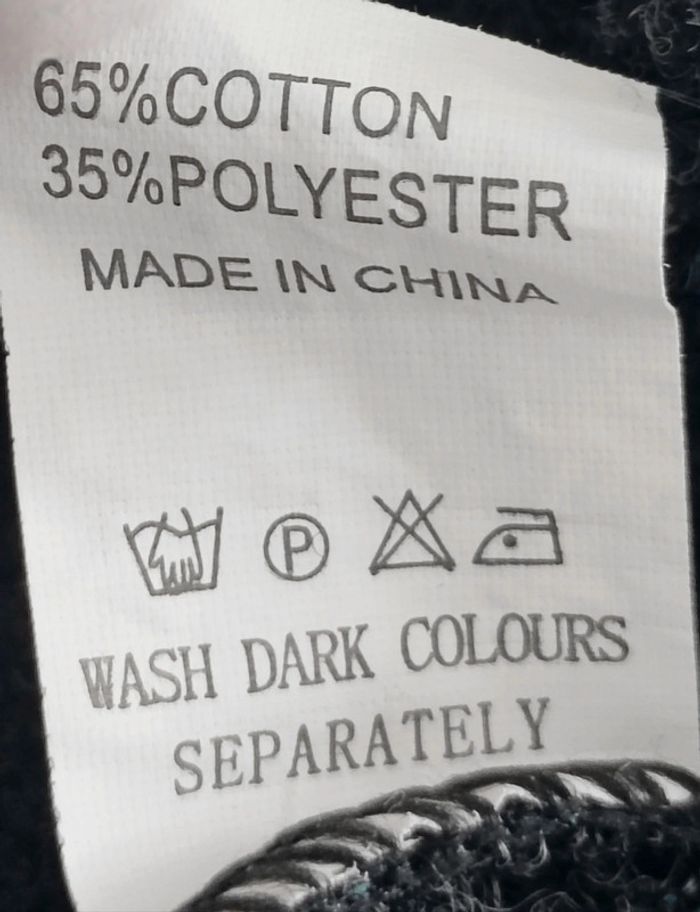 65%COTTON
35%POLYESTER
MADE IN CHINA
P
WASH DARK COLOURS
SEPARATELY